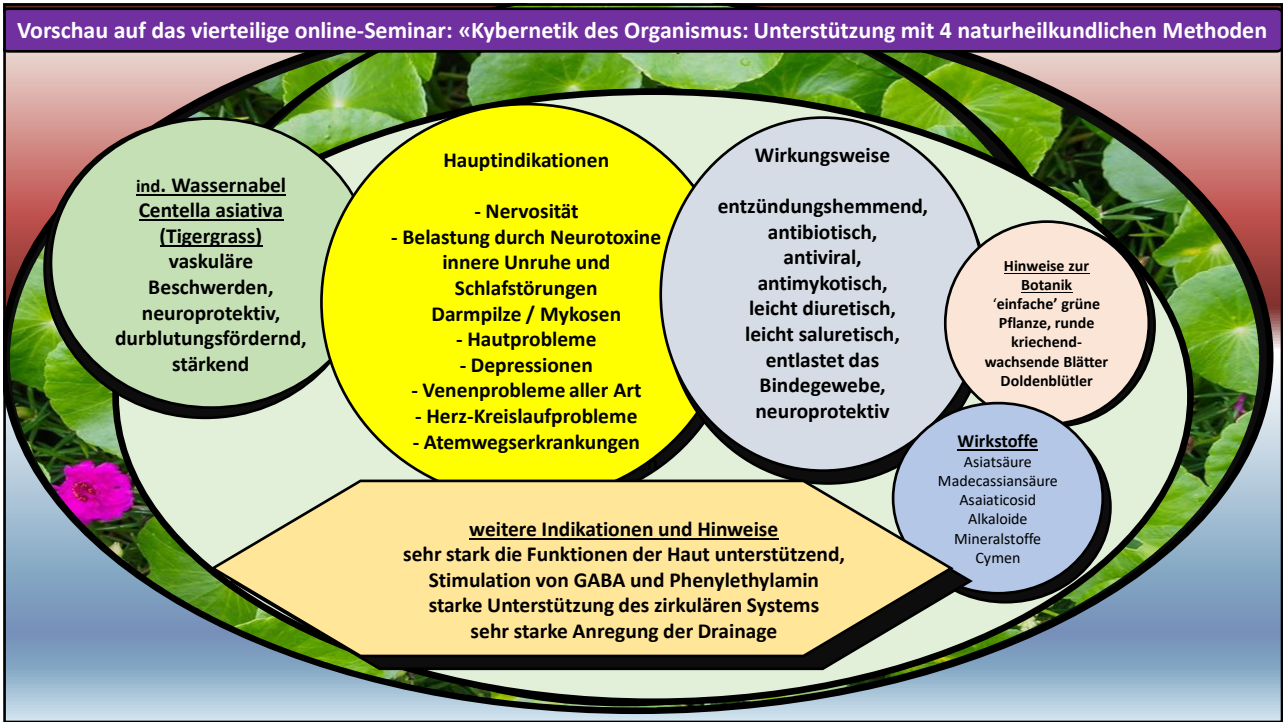 Vorschau auf das vierteilige online-Seminar: «Kybernetik des Organismus: Unterstützung mit 4 naturheilkundlichen Methoden
ind. Wassernabel
Centella asiativa
(Tigergrass)
vaskuläre
Beschwerden,
neuroprotektiv,
durblutungsfördernd,
stärkend
Hauptindikationen
- Nervosität
- Belastung durch Neurotoxine
innere Unruhe und
Schlafstörungen
Darmpilze / Mykosen
- Hautprobleme
- Depressionen
- Venenprobleme aller Art
- Herz-Kreislaufprobleme
- Atemwegserkrankungen
Wirkungsweise
entzündungshemmend,
antibiotisch,
antiviral,
antimykotisch,
leicht diuretisch,
leicht saluretisch,
entlastet das
Bindegewebe,
neuroprotektiv
Hinweise zur
Botanik
‘einfache’ grüne
Pflanze, runde
kriechend-
wachsende Blätter
Doldenblütler
Wirkstoffe
Asiatsäure
Madecassiansäure
Asaiaticosid
Alkaloide
Mineralstoffe
Cymen
weitere Indikationen und Hinweise
sehr stark die Funktionen der Haut unterstützend,
Stimulation von GABA und Phenylethylamin
starke Unterstützung des zirkulären Systems
sehr starke Anregung der Drainage